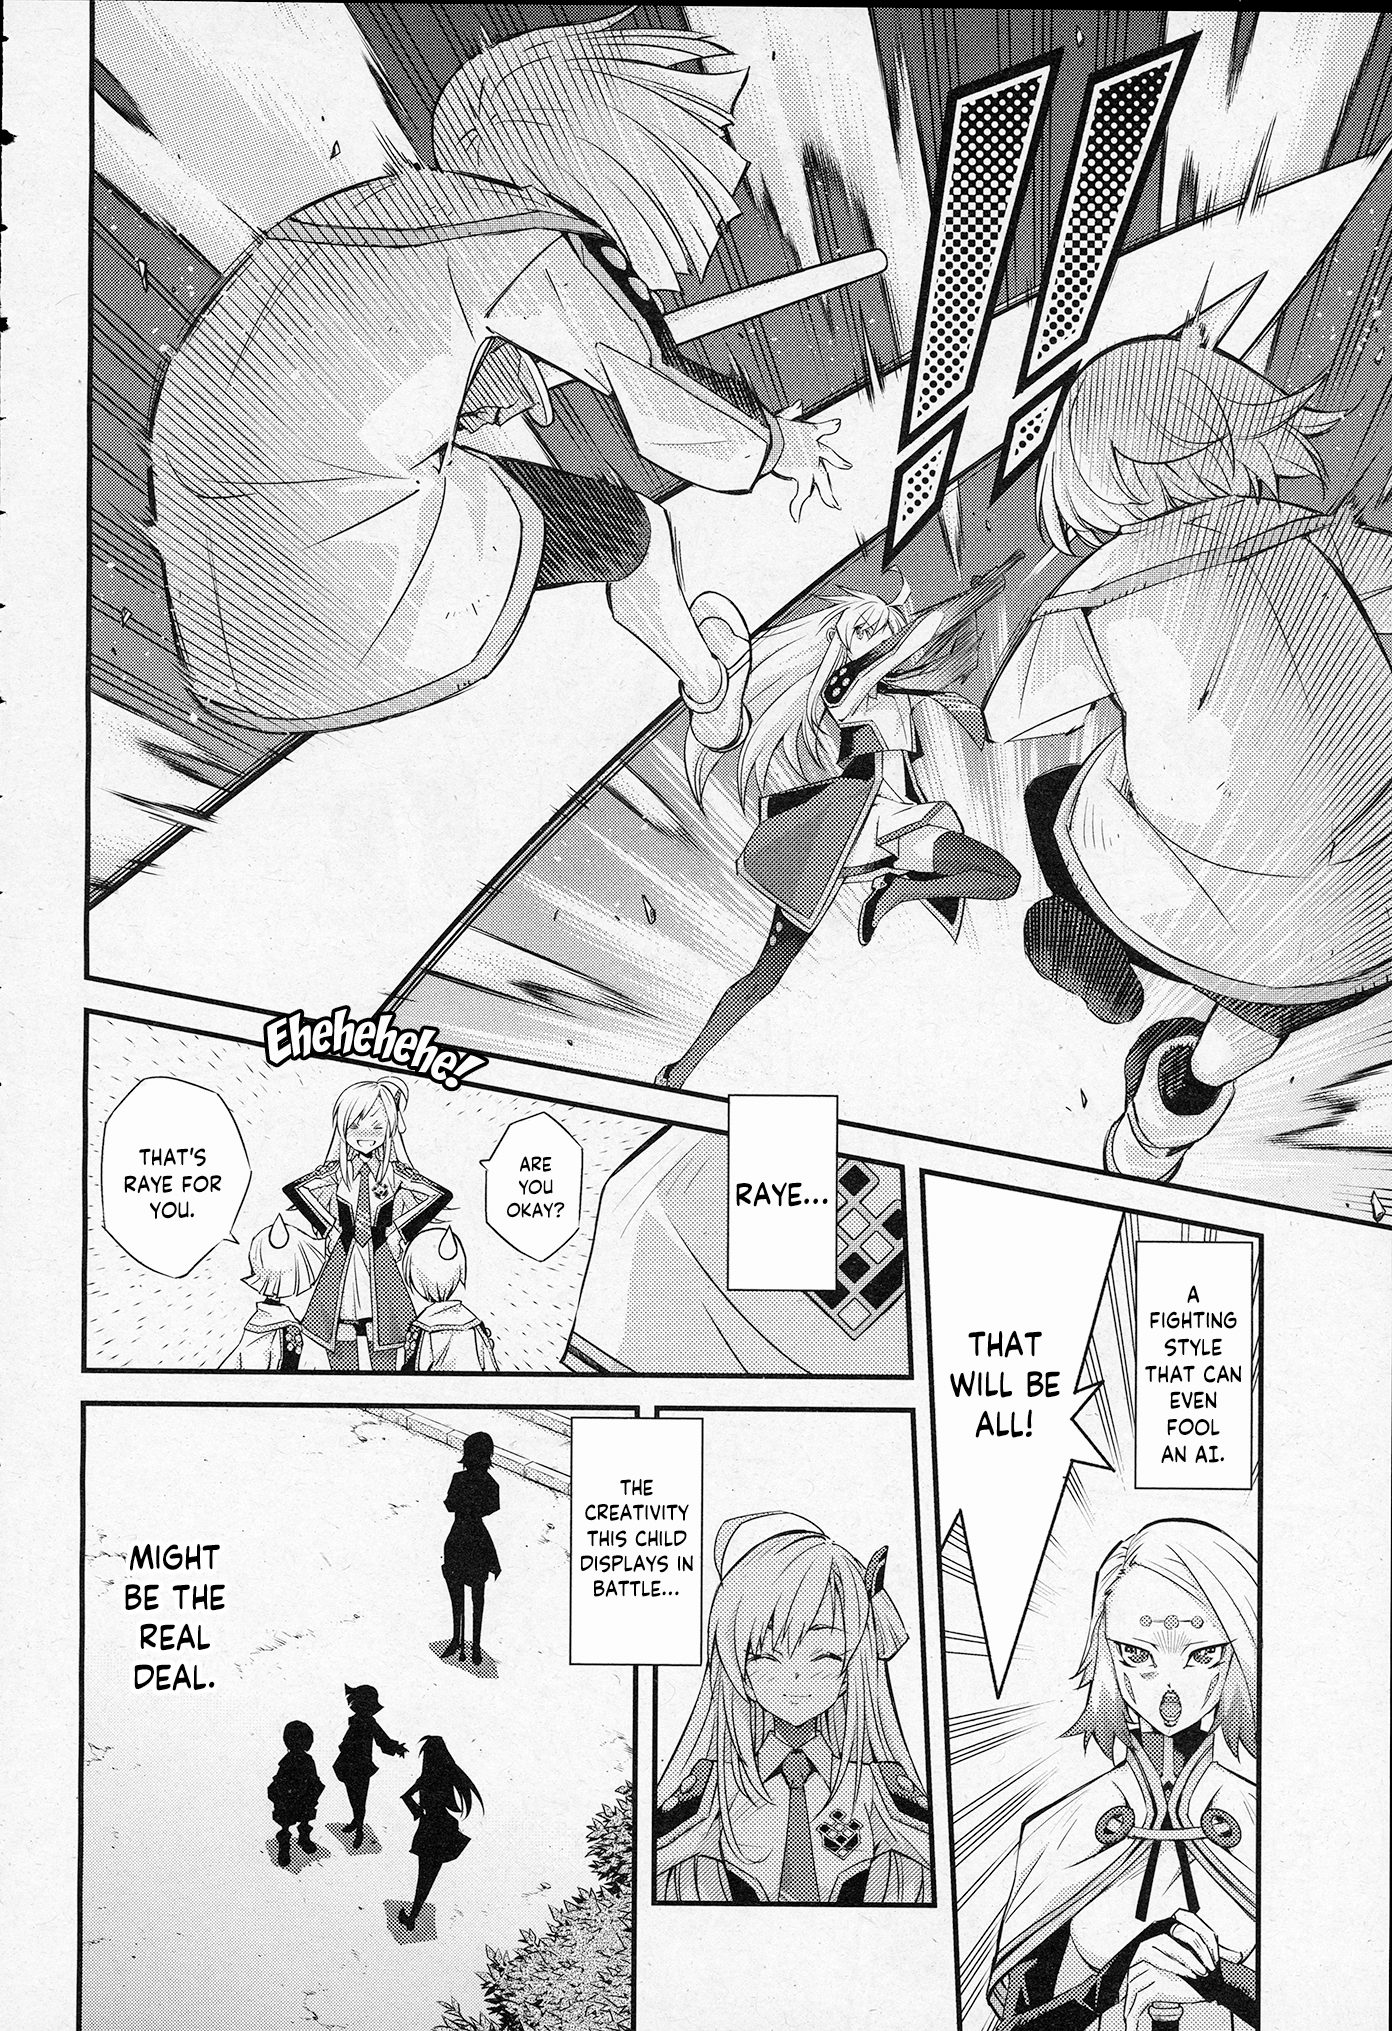 A
FIGHTING
STYLE
THAT CAN
EVEN
FOOL
AN AI.
THAT
WILL BE
ALL!
RAYE...
Ehehehehe!
ARE
YOU
OKAY?
THAT'S
RAYE FOR
YOU.
THE
CREATIVITY
THIS CHILD
DISPLAYS IN
BATTLE...
MIGHT
BE THE
REAL
DEAL.